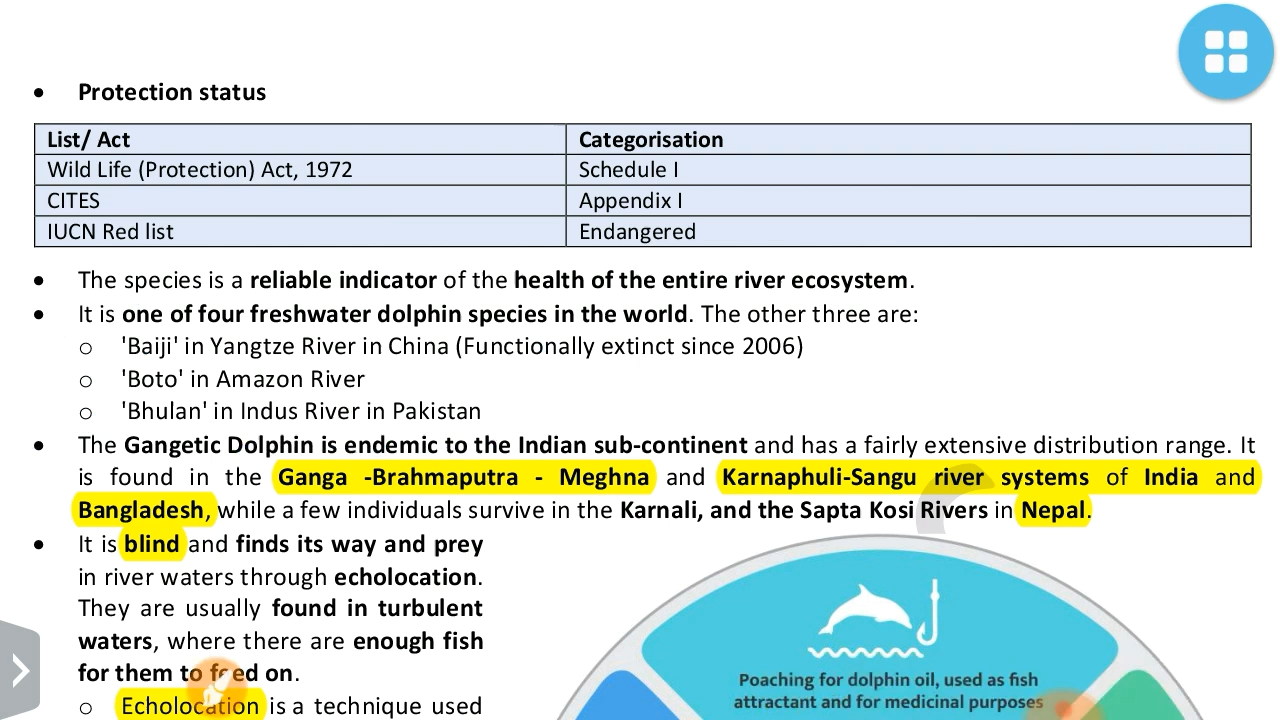 • Protection status
List/ Act Categorisation
Wild Life (Protection) Act, 1972 Schedule I
CITES Appendix I
IUCN Red list Endangered
• The species is a reliable indicator of the health of the entire river ecosystem.
• It is one of four freshwater dolphin species in the world. The other three are:
o 'Baiji' in Yangtze River in China (Functionally extinct since 2006)
o 'Boto' in Amazon River
o 'Bhulan' in Indus River in Pakistan
• The Gangetic Dolphin is endemic to the Indian sub-continent and has a fairly extensive distribution range. It
is found in the Ganga -Brahmaputra - Meghna and Karnaphuli-Sangu river systems of India and
Bangladesh, while a few individuals survive in the Karnali, and the Sapta Kosi Rivers in Nepal.
• It is blind and finds its way and prey
in river waters through echolocation.
They are usually found in turbulent
waters, where there are enough fish
for them to feed on.
o Echolocation is a technique used
Poaching for dolphin oil, used as fish
attractant and for medicinal purposes